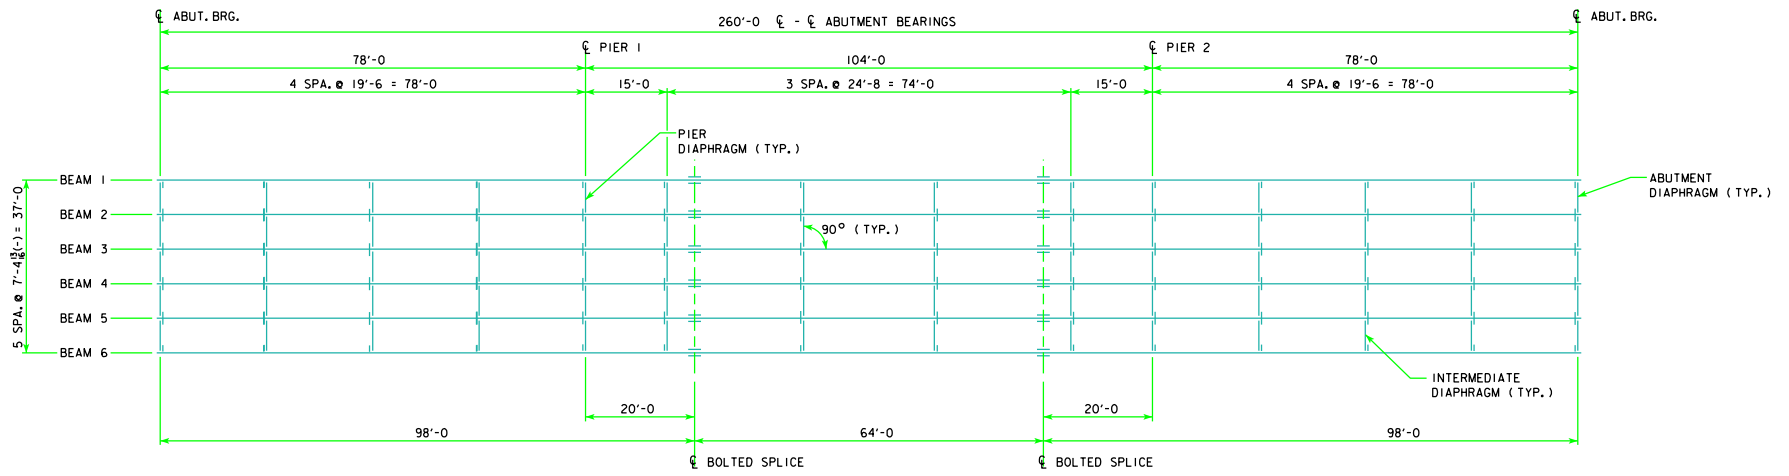 ℄ ABUT. BRG.
260'-0 ℄ - ℄ ABUTMENT BEARINGS
℄ ABUT. BRG.
℄ PIER 1
℄ PIER 2
78'-0
104'-0
78'-0
4 SPA. @ 19'-6 = 78'-0
15'-0
3 SPA. @ 24'-8 = 74'-0
15'-0
4 SPA. @ 19'-6 = 78'-0
PIER
DIAPHRAGM (TYP.)
ABUTMENT
DIAPHRAGM (TYP.)
BEAM 1
BEAM 2
BEAM 3
BEAM 4
BEAM 5
BEAM 6
5 SPA. @ 7'-4 13/16(-) = 37'-0
90° (TYP.)
INTERMEDIATE
DIAPHRAGM (TYP.)
20'-0
20'-0
98'-0
64'-0
98'-0
℄ BOLTED SPLICE
℄ BOLTED SPLICE